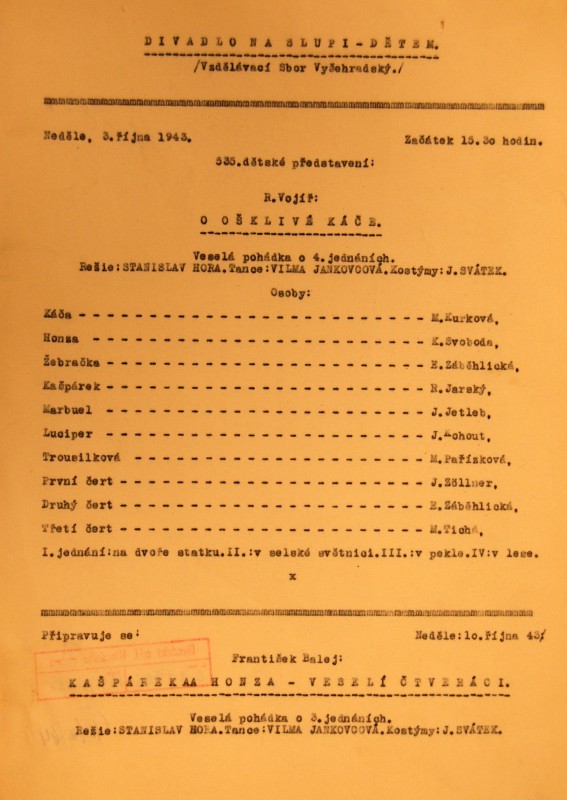 DIVADLO NA SLUPI-DĚTEM.
/Vzdělávací Sbor Vyšehradský./
Neděle, 3.října 1943. Začátek 15.30 hodin.
535.dětské představení:
R.Vojíř:
O OŠKLIVÉ KÁČE.
Veselá pohádka o 4.jednáních.
Režie:STANISLAV HORA.Tance:VILMA JANKOVCOVÁ.Kostýmy:J.SVÁTEK.
Osoby:
Káča - - - - - - - - - - - - - - - - - - - - - - - - - - M.Kurková,
Honza - - - - - - - - - - - - - - - - - - - - - - - - - K.Svoboda,
Žebračka - - - - - - - - - - - - - - - - - - - - - - - - E.Záběhlická,
Kašpárek - - - - - - - - - - - - - - - - - - - - - - - - R.Jarský,
Marbuel - - - - - - - - - - - - - - - - - - - - - - - - J.Jetleb,
Luciper - - - - - - - - - - - - - - - - - - - - - - - - J.Kohout,
Trousilková - - - - - - - - - - - - - - - - - - - - - - M.Pařízková,
První čert - - - - - - - - - - - - - - - - - - - - - - - J.Zöllner,
Druhý čert - - - - - - - - - - - - - - - - - - - - - - - E.Záběhlická,
Třetí čert - - - - - - - - - - - - - - - - - - - - - - - M.Tichá,
I.jednání:na dvoře statku.II.:v selské světnici.III.:v pekle.IV:v lese.
x
Připravuje se: Neděle:10.října 43/
František Balej:
KAŠPÁREKAA HONZA - VESELÍ ČTVERÁCI.
Veselá pohádka o 3.jednáních.
Režie:STANISLAV HORA.Tance:VILMA JANKOVCOVÁ.Kostýmy:J.SVÁTEK.